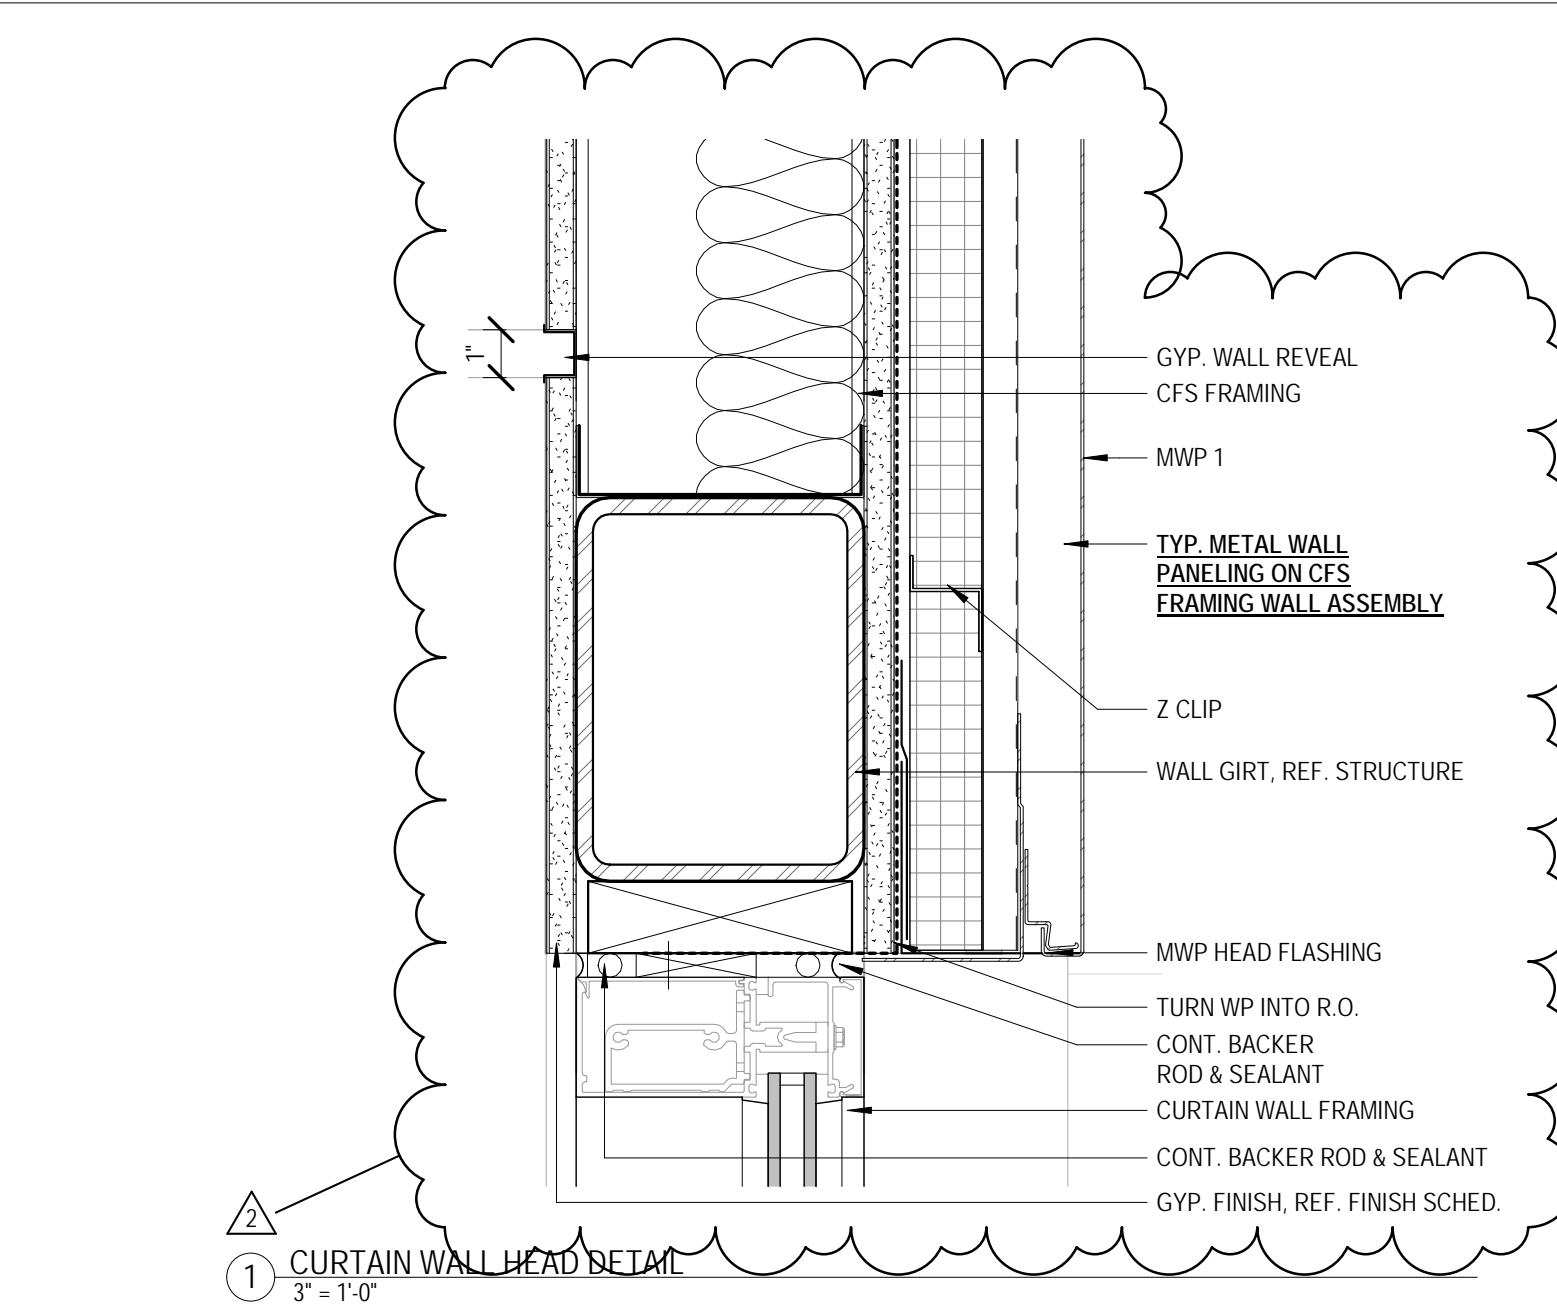 1"
GYP. WALL REVEAL
CFS FRAMING
MWP 1
TYP. METAL WALL
PANELING ON CFS
FRAMING WALL ASSEMBLY
Z CLIP
WALL GIRT, REF. STRUCTURE
MWP HEAD FLASHING
TURN WP INTO R.O.
CONT. BACKER
ROD & SEALANT
CURTAIN WALL FRAMING
CONT. BACKER ROD & SEALANT
GYP. FINISH, REF. FINISH SCHED.
2
1
CURTAIN WALL HEAD DETAIL
3" = 1'-0"